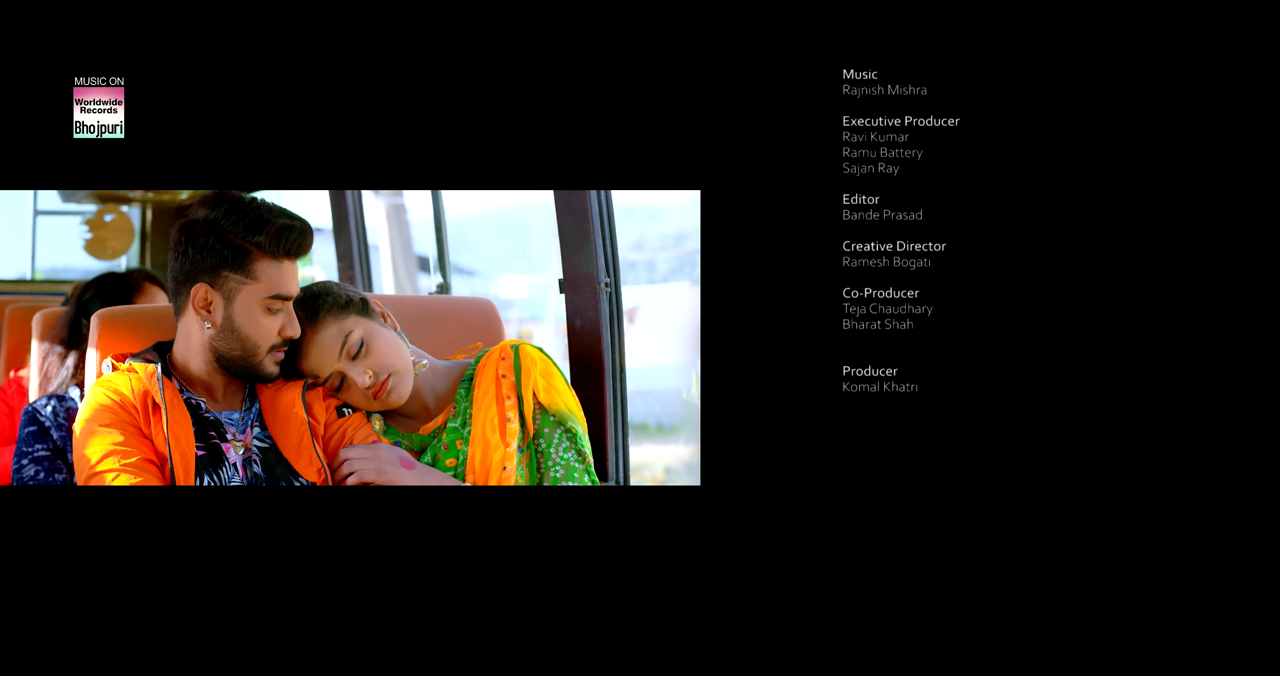 MUSIC ON
Worldwide
Records
Bhojpuri
Music
Rajnish Mishra
Executive Producer
Ravi Kumar
Ramu Battery
Sajan Ray
Editor
Bande Prasad
Creative Director
Ramesh Bogati
Co-Producer
Teja Chaudhary
Bharat Shah
Producer
Komal Khatri